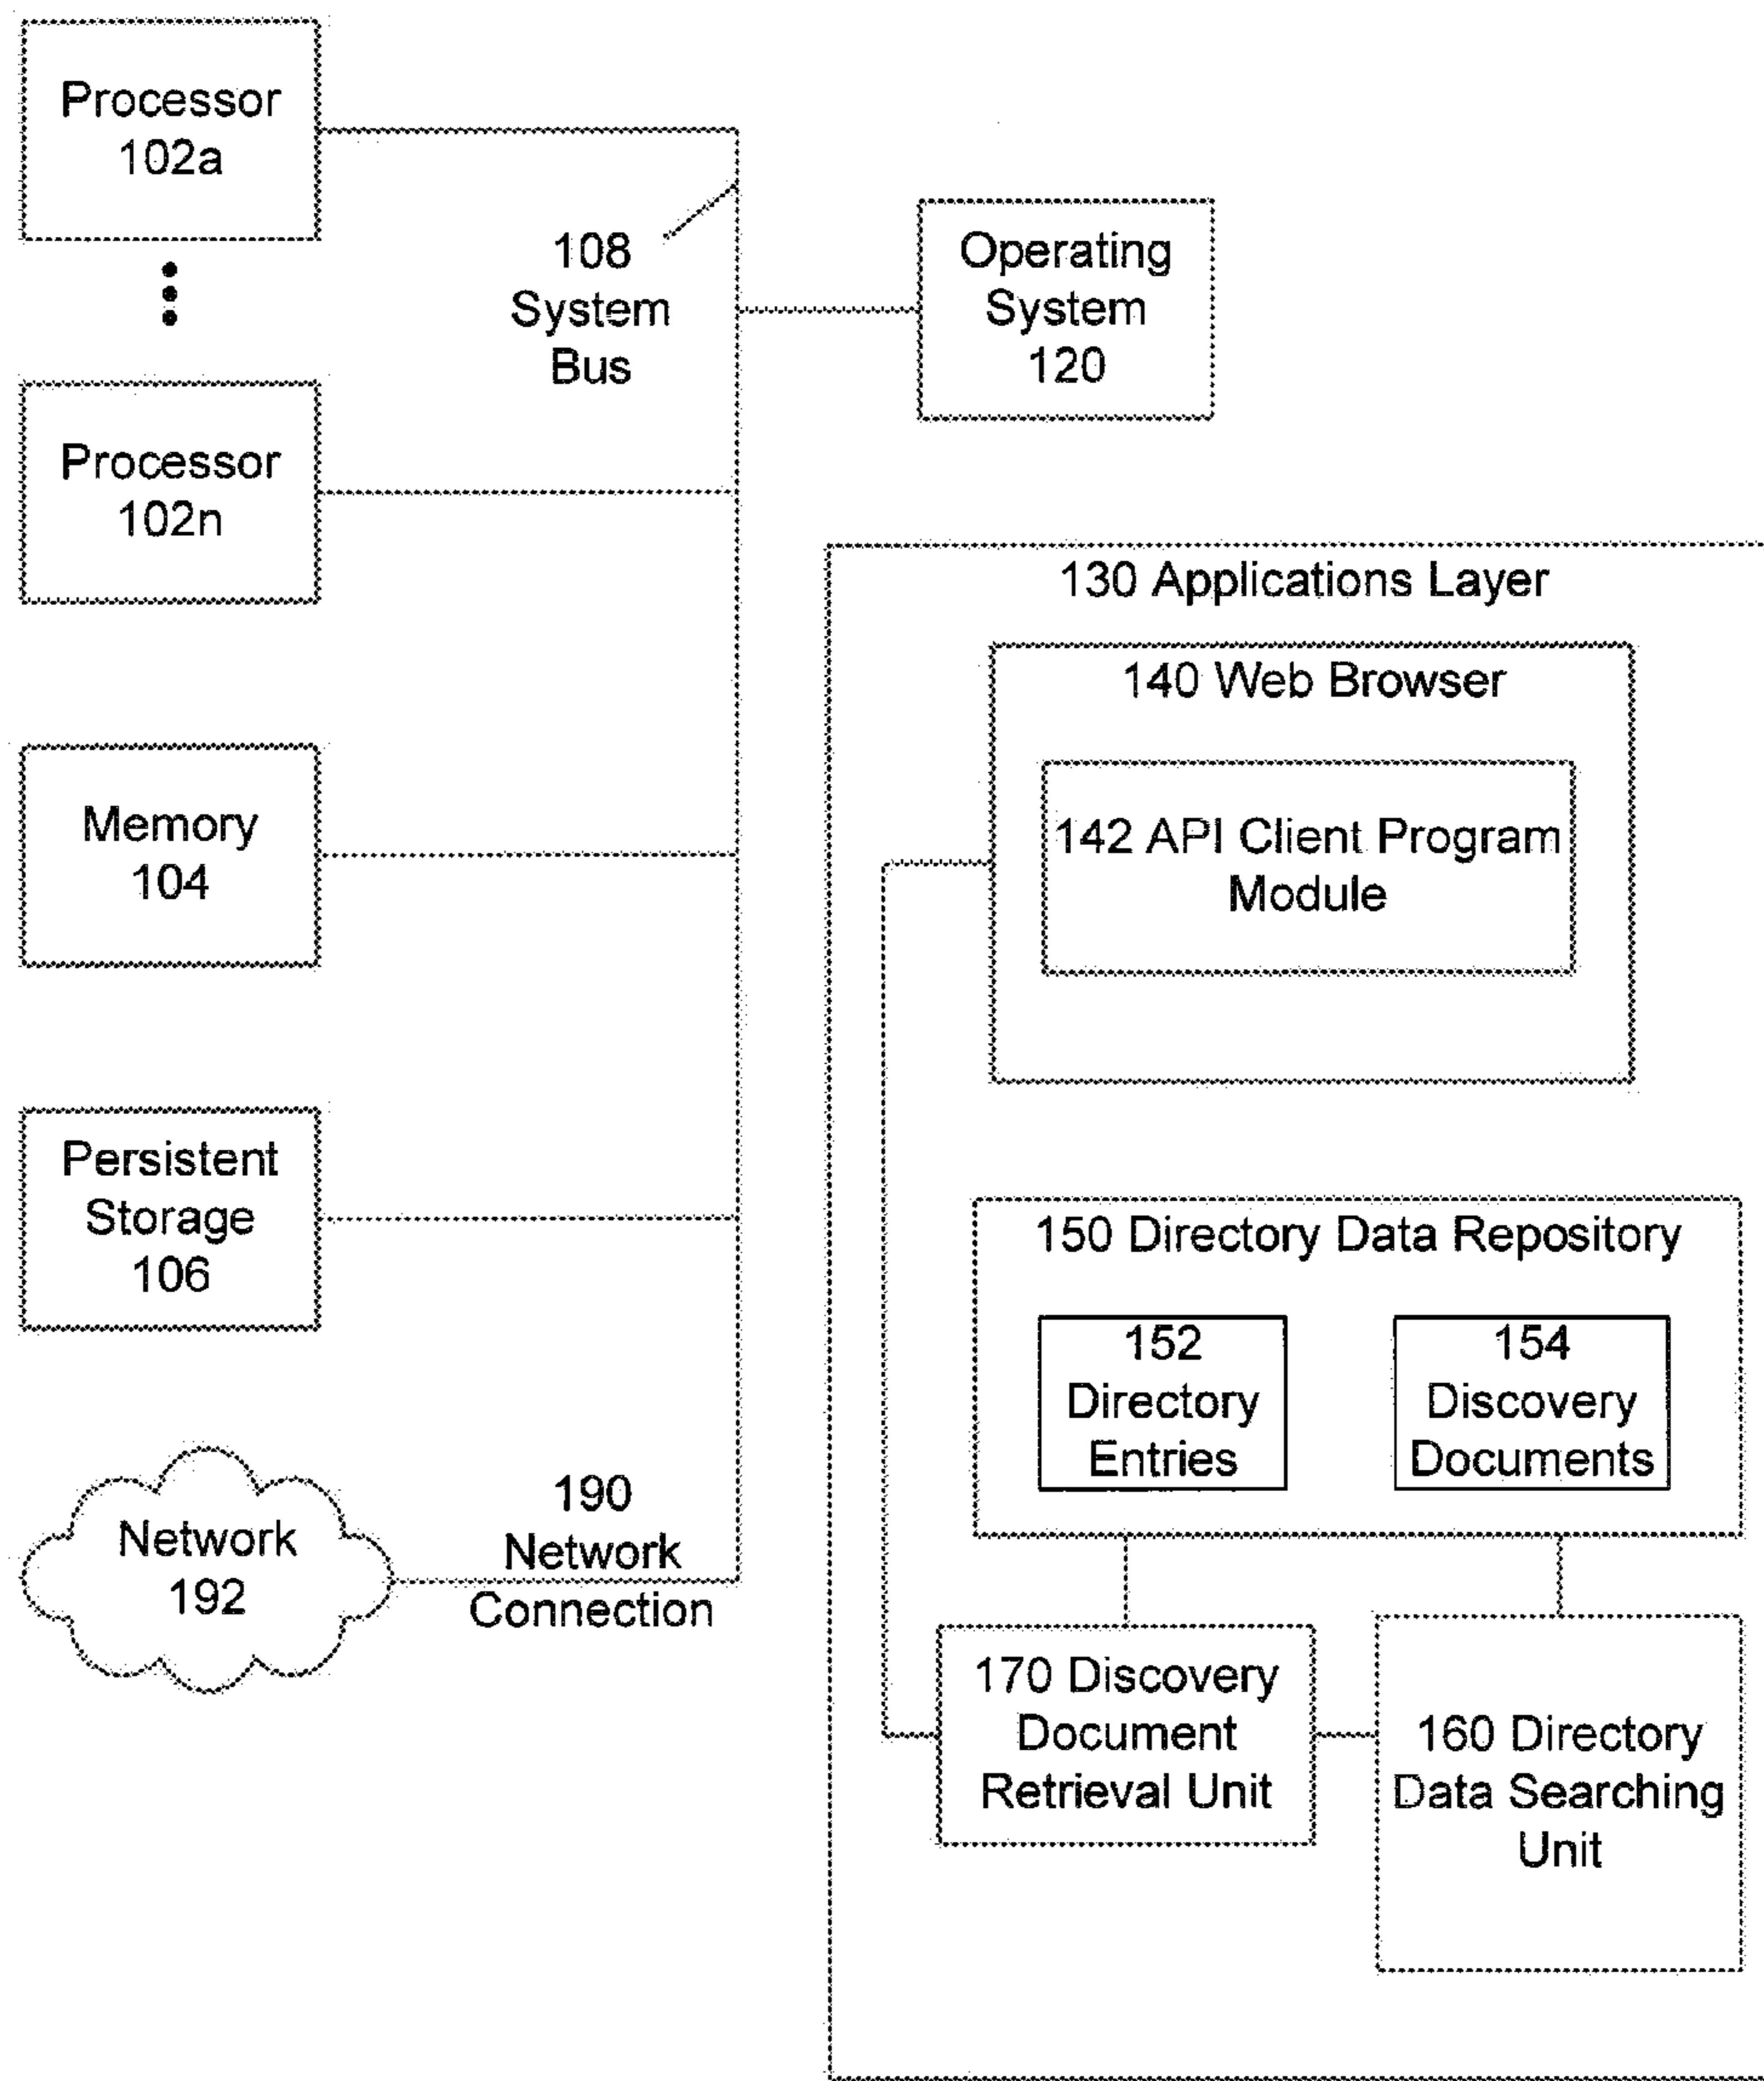 Processor
102a
108
System
Bus
Operating
System
120
Processor
102n
130 Applications Layer
140 Web Browser
142 API Client Program
Module
Memory
104
Persistent
Storage
106
150 Directory Data Repository
152
Directory
Entries
154
Discovery
Documents
Network
192
190
Network
Connection
170 Discovery
Document
Retrieval Unit
160 Directory
Data Searching
Unit